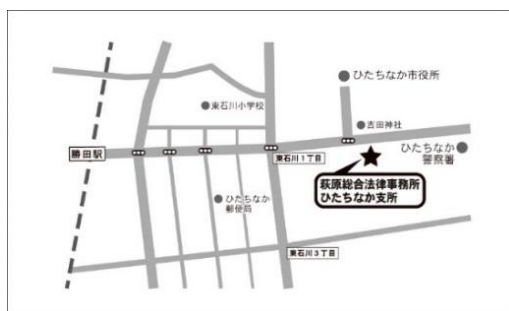 ひたちなか市役所
東石川小学校
吉田神社
勝田駅
東石川1丁目
ひたちなか
警察署
萩原総合法律事務所
ひたちなか支所
ひたちなか
郵便局
東石川3丁目